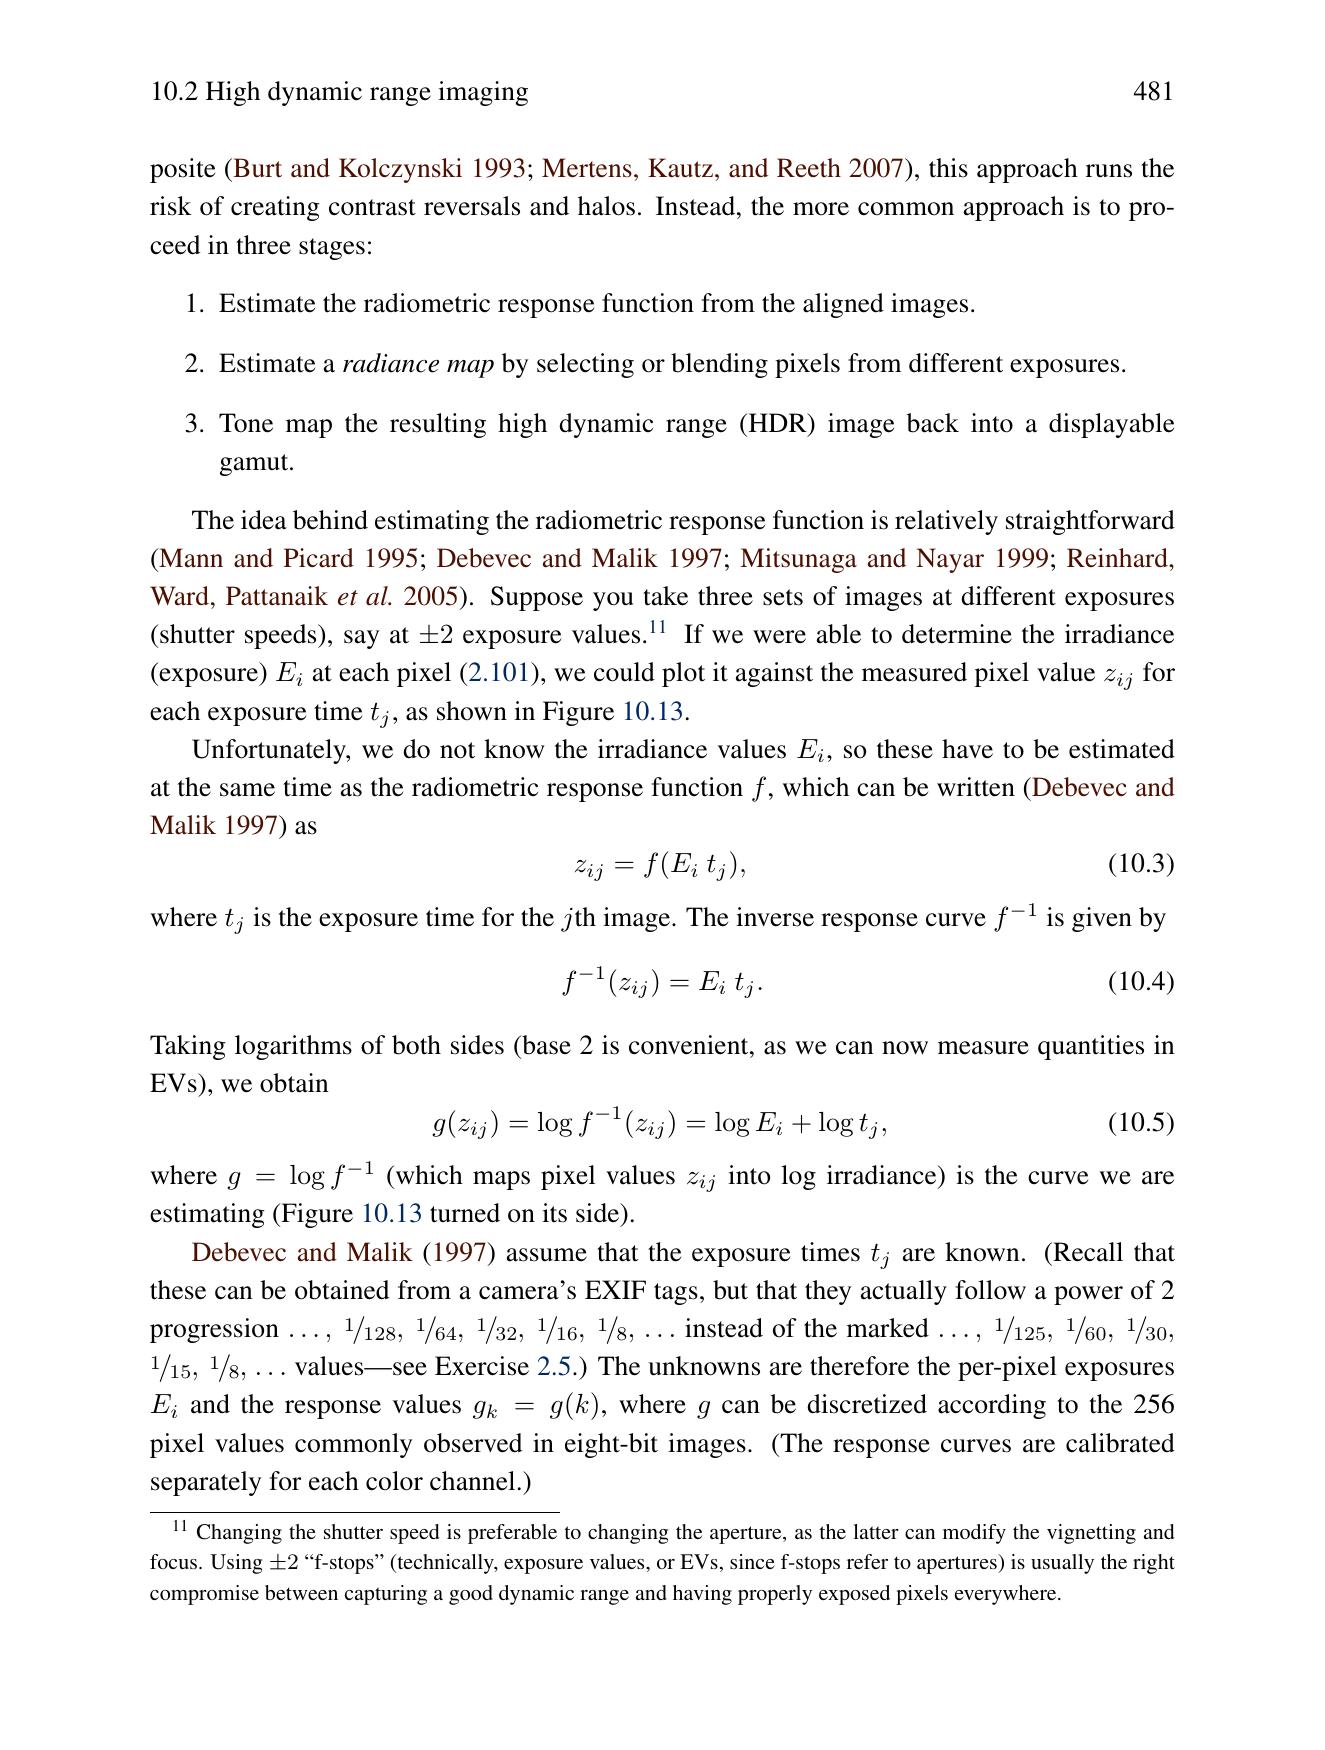 10.2 High dynamic range imaging 481
posite (Burt and Kolczynski 1993; Mertens, Kautz, and Reeth 2007), this approach runs the
risk of creating contrast reversals and halos. Instead, the more common approach is to pro-
ceed in three stages:
1. Estimate the radiometric response function from the aligned images.
2. Estimate a radiance map by selecting or blending pixels from different exposures.
3. Tone map the resulting high dynamic range (HDR) image back into a displayable
gamut.
The idea behind estimating the radiometric response function is relatively straightforward
(Mann and Picard 1995; Debevec and Malik 1997; Mitsunaga and Nayar 1999; Reinhard,
Ward, Pattanaik et al. 2005). Suppose you take three sets of images at different exposures
(shutter speeds), say at ±2 exposure values.¹¹ If we were able to determine the irradiance
(exposure) E_i at each pixel (2.101), we could plot it against the measured pixel value z_{ij} for
each exposure time t_j, as shown in Figure 10.13.
Unfortunately, we do not know the irradiance values E_i, so these have to be estimated
at the same time as the radiometric response function f, which can be written (Debevec and
Malik 1997) as
z_{ij} = f(E_i t_j), (10.3)
where t_j is the exposure time for the jth image. The inverse response curve f^{-1} is given by
f^{-1}(z_{ij}) = E_i t_j. (10.4)
Taking logarithms of both sides (base 2 is convenient, as we can now measure quantities in
EVs), we obtain
g(z_{ij}) = log f^{-1}(z_{ij}) = log E_i + log t_j, (10.5)
where g = log f^{-1} (which maps pixel values z_{ij} into log irradiance) is the curve we are
estimating (Figure 10.13 turned on its side).
Debevec and Malik (1997) assume that the exposure times t_j are known. (Recall that
these can be obtained from a camera's EXIF tags, but that they actually follow a power of 2
progression . . . , 1/128, 1/64, 1/32, 1/16, 1/8, . . . instead of the marked . . . , 1/125, 1/60, 1/30,
1/15, 1/8, . . . values—see Exercise 2.5.) The unknowns are therefore the per-pixel exposures
E_i and the response values g_k = g(k), where g can be discretized according to the 256
pixel values commonly observed in eight-bit images. (The response curves are calibrated
separately for each color channel.)
¹¹ Changing the shutter speed is preferable to changing the aperture, as the latter can modify the vignetting and
focus. Using ±2 “f-stops” (technically, exposure values, or EVs, since f-stops refer to apertures) is usually the right
compromise between capturing a good dynamic range and having properly exposed pixels everywhere.